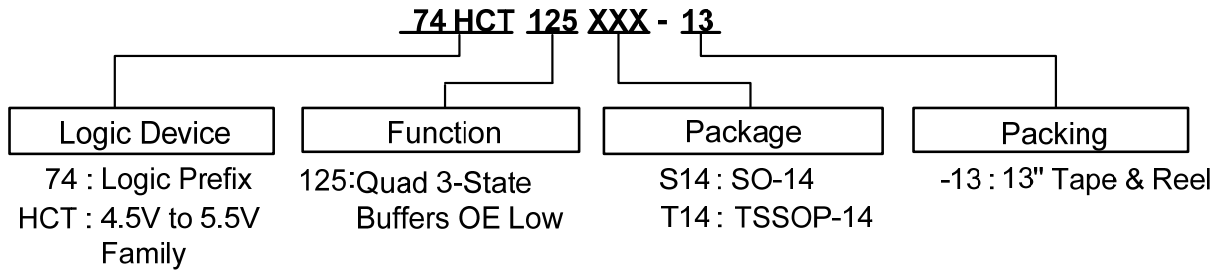 74 HCT 125 XXX - 13
Logic Device
74 : Logic Prefix
HCT : 4.5V to 5.5V
Family
Function
125: Quad 3-State
Buffers OE Low
Package
S14 : SO-14
T14 : TSSOP-14
Packing
-13 : 13" Tape & Reel